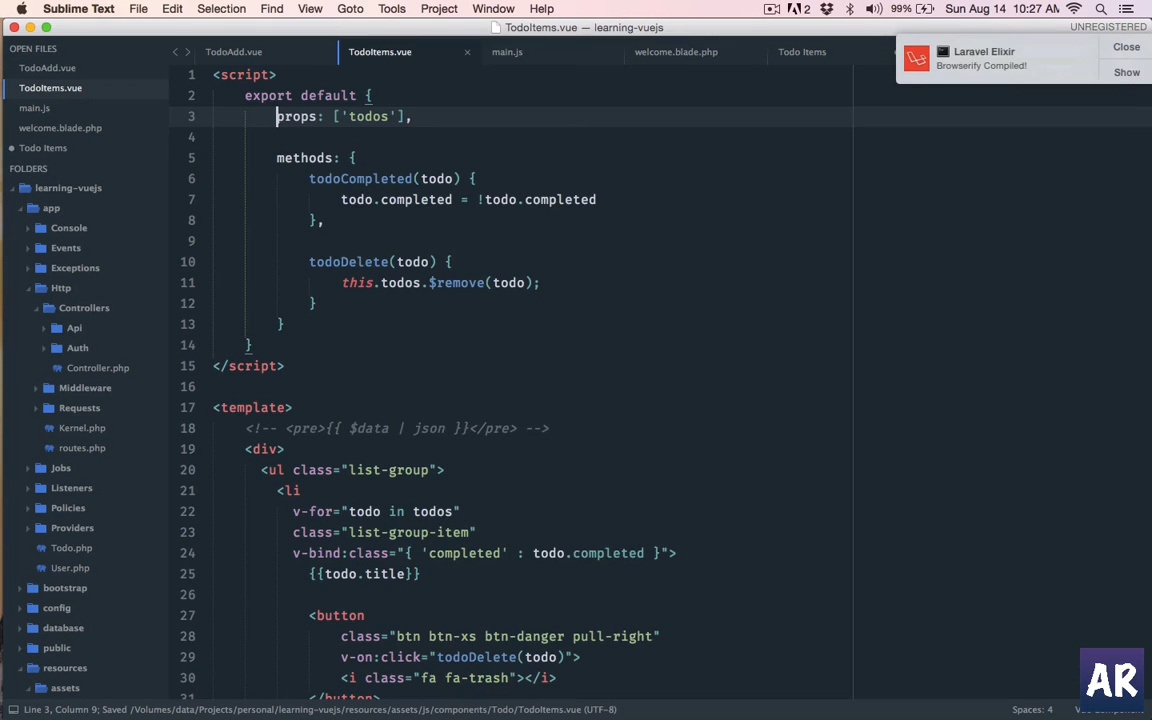 Sublime Text File Edit Selection Find View Goto Tools Project Window Help 2 99% Sun Aug 14 10:27 AM
TodoItems.vue — learning-vuejs UNREGISTERED
OPEN FILES
TodoAdd.vue
TodoItems.vue
main.js
welcome.blade.php
Todo Items
FOLDERS
learning-vuejs
app
Console
Events
Exceptions
Http
Controllers
Api
Auth
Controller.php
Middleware
Requests
Kernel.php
routes.php
Jobs
Listeners
Policies
Providers
Todo.php
User.php
bootstrap
config
database
public
resources
assets
TodoAdd.vue TodoItems.vue × main.js welcome.blade.php Todo Items
Laravel Elixir
Browserify Compiled!
Close
Show
1 <script>
2 export default {
3 props: ['todos'],
4
5 methods: {
6 todoCompleted(todo) {
7 todo.completed = !todo.completed
8 },
9
10 todoDelete(todo) {
11 this.todos.$remove(todo);
12 }
13 }
14 }
15 </script>
16
17 <template>
18 <!-- <pre>{{ $data | json }}</pre> -->
19 <div>
20 <ul class="list-group">
21 <li
22 v-for="todo in todos"
23 class="list-group-item"
24 v-bind:class="{ 'completed' : todo.completed }">
25 {{todo.title}}
26
27 <button
28 class="btn btn-xs btn-danger pull-right"
29 v-on:click="todoDelete(todo)">
30 <i class="fa fa-trash"></i>
31 </button>
AR
Line 3, Column 9; Saved /Volumes/data/Projects/personal/learning-vuejs/resources/assets/js/components/Todo/TodoItems.vue (UTF-8) Spaces: 4